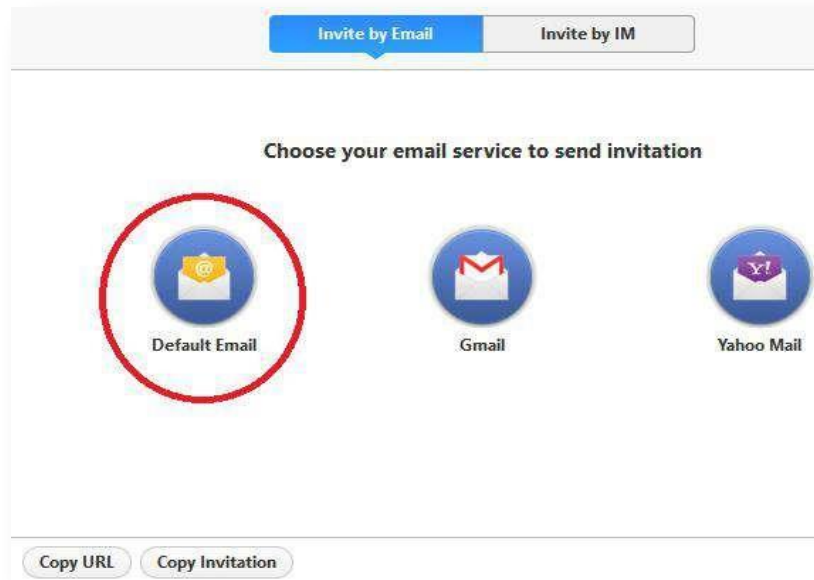 Invite by Email Invite by IM
Choose your email service to send invitation
@ Y!
Default Email Gmail Yahoo Mail
Copy URL Copy Invitation